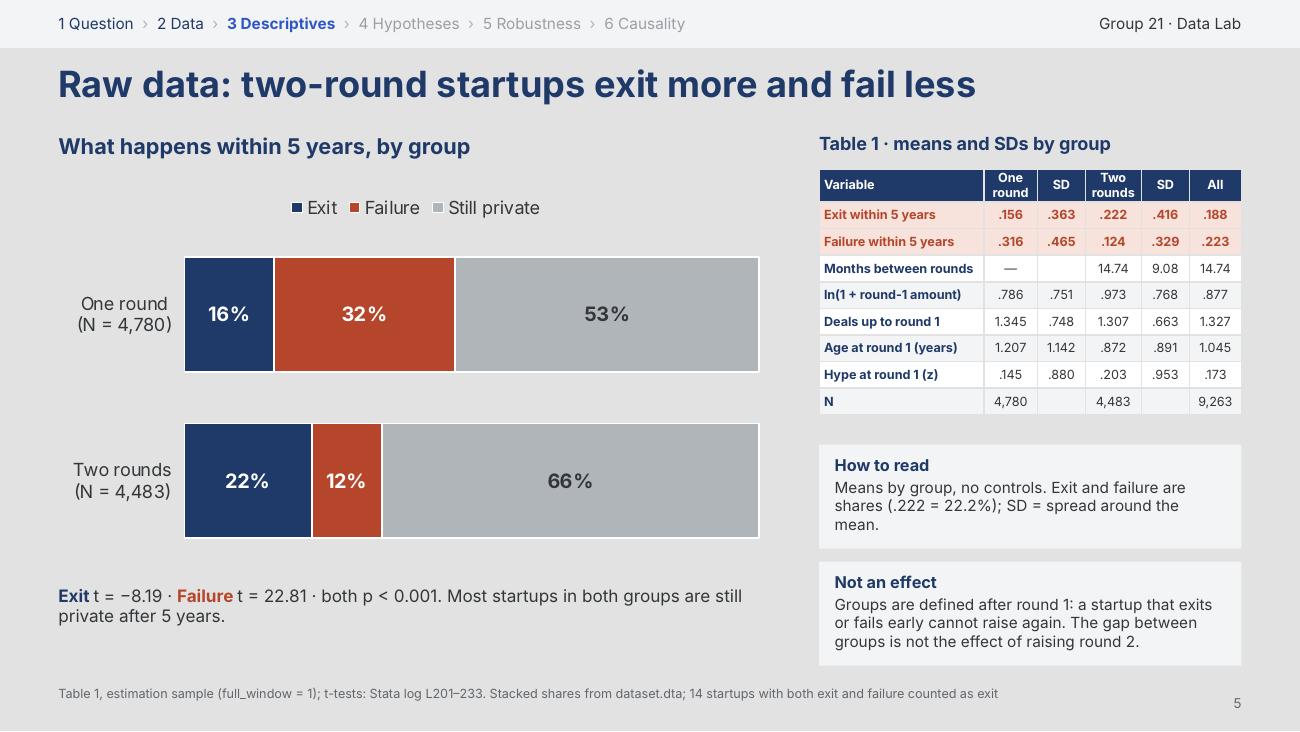 1 Question › 2 Data › 3 Descriptives › 4 Hypotheses › 5 Robustness › 6 Causality
Group 21 · Data Lab
Raw data: two-round startups exit more and fail less
What happens within 5 years, by group
Exit Failure Still private
One round
(N = 4,780)
16% 32% 53%
Two rounds
(N = 4,483)
22% 12% 66%
Exit t = −8.19 · Failure t = 22.81 · both p < 0.001. Most startups in both groups are still
private after 5 years.
Table 1 · means and SDs by group
Variable One round SD Two rounds SD All
Exit within 5 years .156 .363 .222 .416 .188
Failure within 5 years .316 .465 .124 .329 .223
Months between rounds — 14.74 9.08 14.74
ln(1 + round-1 amount) .786 .751 .973 .768 .877
Deals up to round 1 1.345 .748 1.307 .663 1.327
Age at round 1 (years) 1.207 1.142 .872 .891 1.045
Hype at round 1 (z) .145 .880 .203 .953 .173
N 4,780 4,483 9,263
How to read
Means by group, no controls. Exit and failure are
shares (.222 = 22.2%); SD = spread around the
mean.
Not an effect
Groups are defined after round 1: a startup that exits
or fails early cannot raise again. The gap between
groups is not the effect of raising round 2.
Table 1, estimation sample (full_window = 1); t-tests: Stata log L201–233. Stacked shares from dataset.dta; 14 startups with both exit and failure counted as exit
5